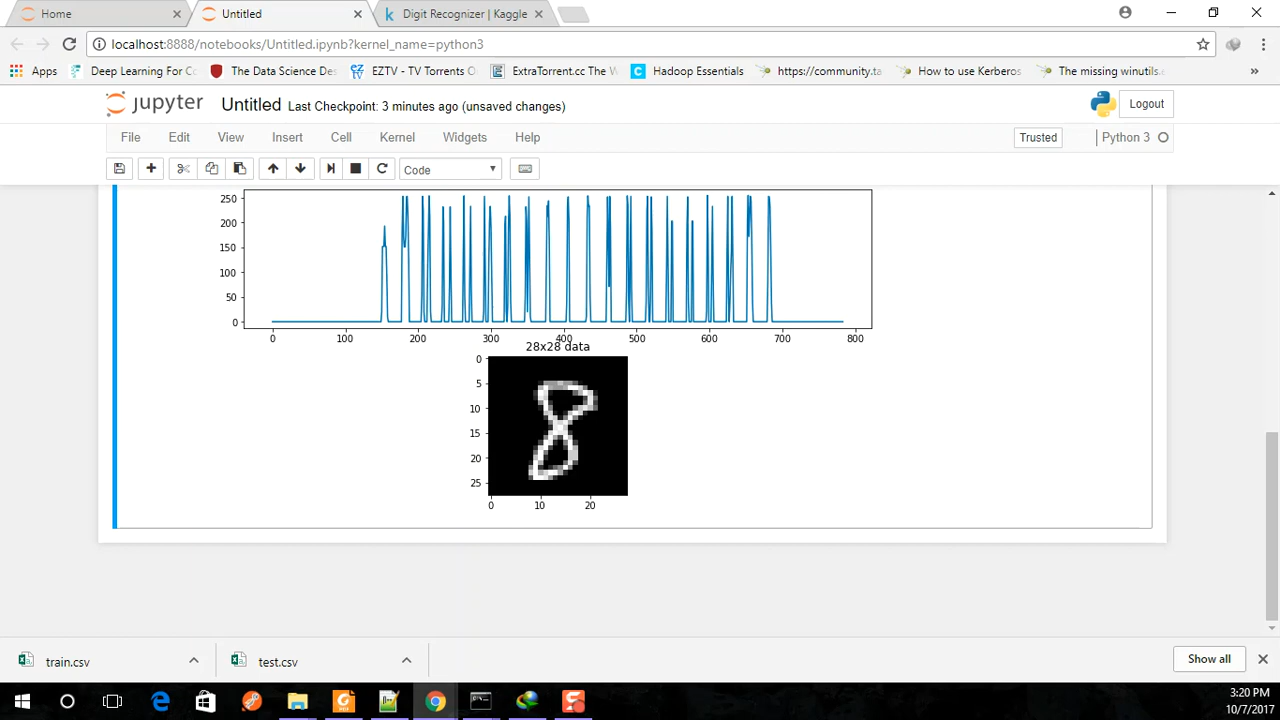 Home
Untitled
Digit Recognizer | Kaggle
localhost:8888/notebooks/Untitled.ipynb?kernel_name=python3
Apps
Deep Learning For Co
The Data Science Des
EZTV - TV Torrents O
ExtraTorrent.cc The W
Hadoop Essentials
https://community.ta
How to use Kerberos
The missing winutils.
»
jupyter
Untitled Last Checkpoint: 3 minutes ago (unsaved changes)
Logout
File Edit View Insert Cell Kernel Widgets Help
Trusted
Python 3
Code
250
200
150
100
50
0
0 100 200 300 400 500 600 700 800
28x28 data
0
5
10
15
20
25
8
0 10 20
train.csv
test.csv
Show all
3:20 PM
10/7/2017